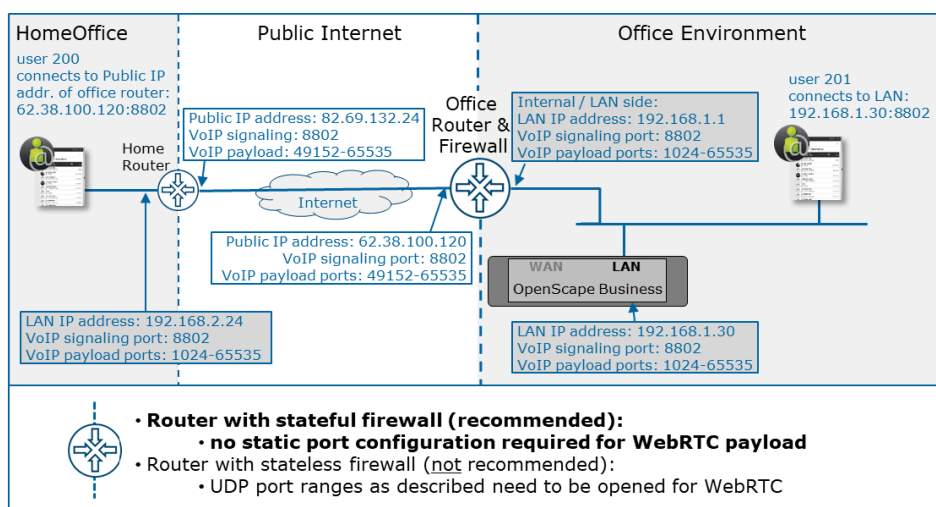 HomeOffice
Public Internet
Office Environment
user 200
connects to Public IP
addr. of office router:
62.38.100.120:8802
Home
Router
Public IP address: 82.69.132.24
VoIP signaling: 8802
VoIP payload: 49152-65535
Office
Router &
Firewall
Internal / LAN side:
LAN IP address: 192.168.1.1
VoIP signaling port: 8802
VoIP payload ports: 1024-65535
user 201
connects to LAN:
192.168.1.30:8802
Internet
Public IP address: 62.38.100.120
VoIP signaling port: 8802
VoIP payload ports: 49152-65535
WAN LAN
OpenScape Business
LAN IP address: 192.168.2.24
VoIP signaling port: 8802
VoIP payload ports: 1024-65535
LAN IP address: 192.168.1.30
VoIP signaling port: 8802
VoIP payload ports: 1024-65535
• Router with stateful firewall (recommended):
• no static port configuration required for WebRTC payload
• Router with stateless firewall (not recommended):
• UDP port ranges as described need to be opened for WebRTC